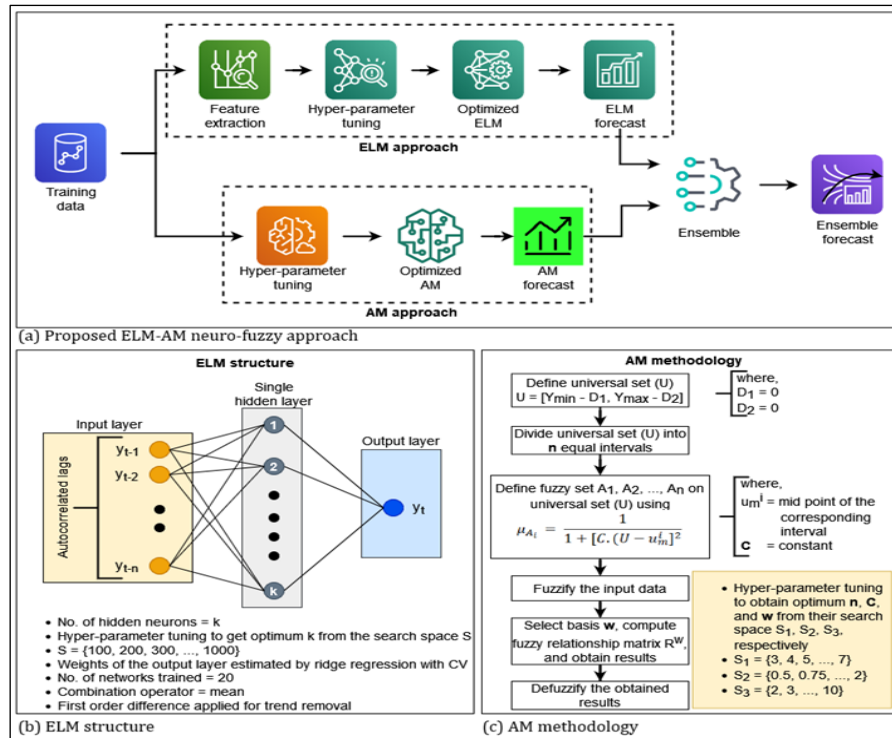 Feature
extraction
Hyper-parameter
tuning
Optimized
ELM
ELM
forecast
ELM approach
Training
data
Ensemble
Ensemble
forecast
Hyper-parameter
tuning
Optimized
AM
AM
forecast
AM approach
(a) Proposed ELM-AM neuro-fuzzy approach
ELM structure
Single
hidden layer
Input layer
Output layer
Autocorrelated lags
yt-1
yt-2
yt-n
1
2
k
yt
• No. of hidden neurons = k
• Hyper-parameter tuning to get optimum k from the search space S
• S = {100, 200, 300, ..., 1000}
• Weights of the output layer estimated by ridge regression with CV
• No. of networks trained = 20
• Combination operator = mean
• First order difference applied for trend removal
(b) ELM structure
AM methodology
Define universal set (U)
U = [Ymin - D1, Ymax - D2]
where,
D1 = 0
D2 = 0
Divide universal set (U) into
n equal intervals
Define fuzzy set A1, A2, ..., An on
universal set (U) using
μAi = 1 / 1 + [C. (U − u_m^i]²
where,
um^i = mid point of the
corresponding
interval
C = constant
Fuzzify the input data
Select basis w, compute
fuzzy relationship matrix R^w,
and obtain results
Defuzzify the obtained
results
• Hyper-parameter tuning
to obtain optimum n, C,
and w from their search
space S1, S2, S3,
respectively
• S1 = {3, 4, 5, ..., 7}
• S2 = {0.5, 0.75, ..., 2}
• S3 = {2, 3, ..., 10}
(c) AM methodology